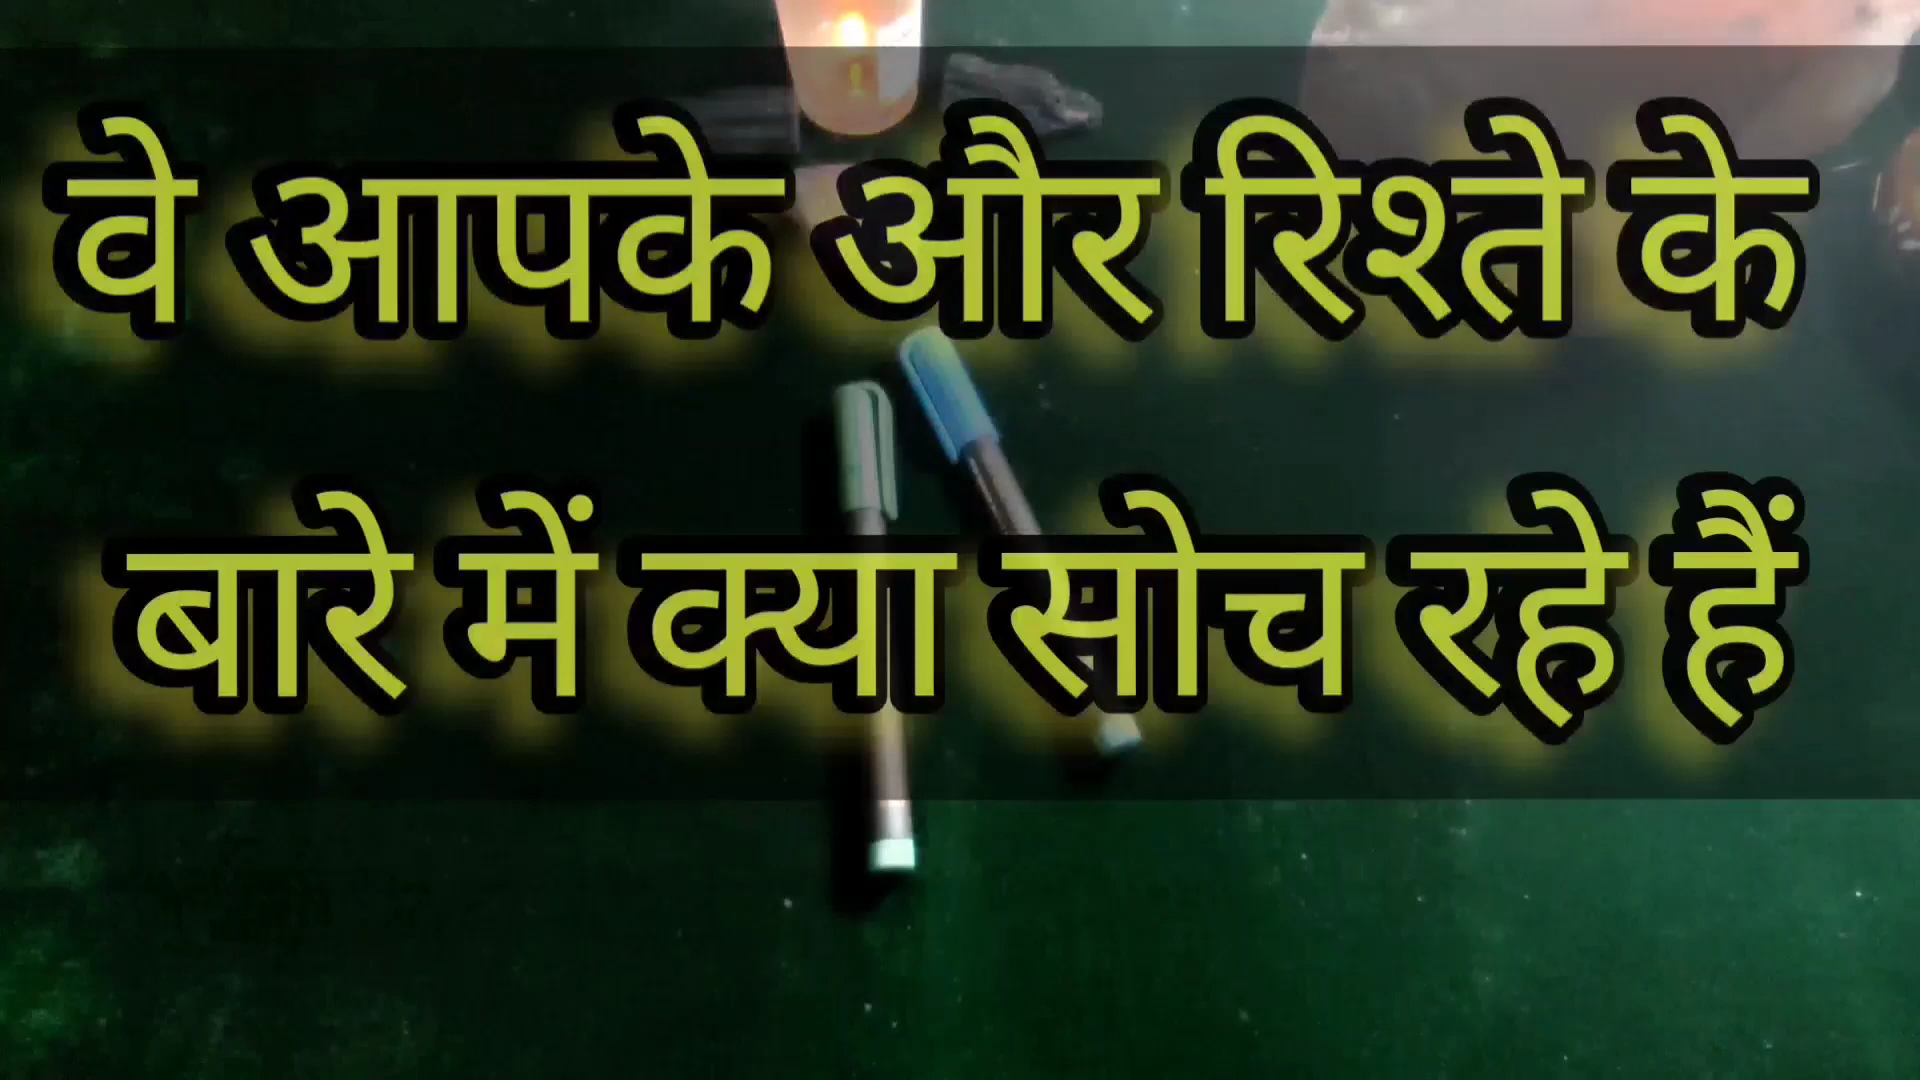 वे आपके और रिश्ते के
बारे में क्या सोच रहे हैं